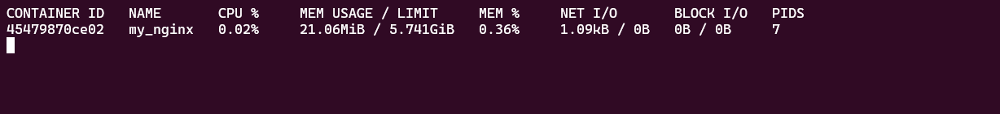 CONTAINER ID   NAME       CPU %     MEM USAGE / LIMIT     MEM %     NET I/O       BLOCK I/O   PIDS
45479870ce02   my_nginx   0.02%     21.06MiB / 5.741GiB   0.36%     1.09kB / 0B   0B / 0B     7